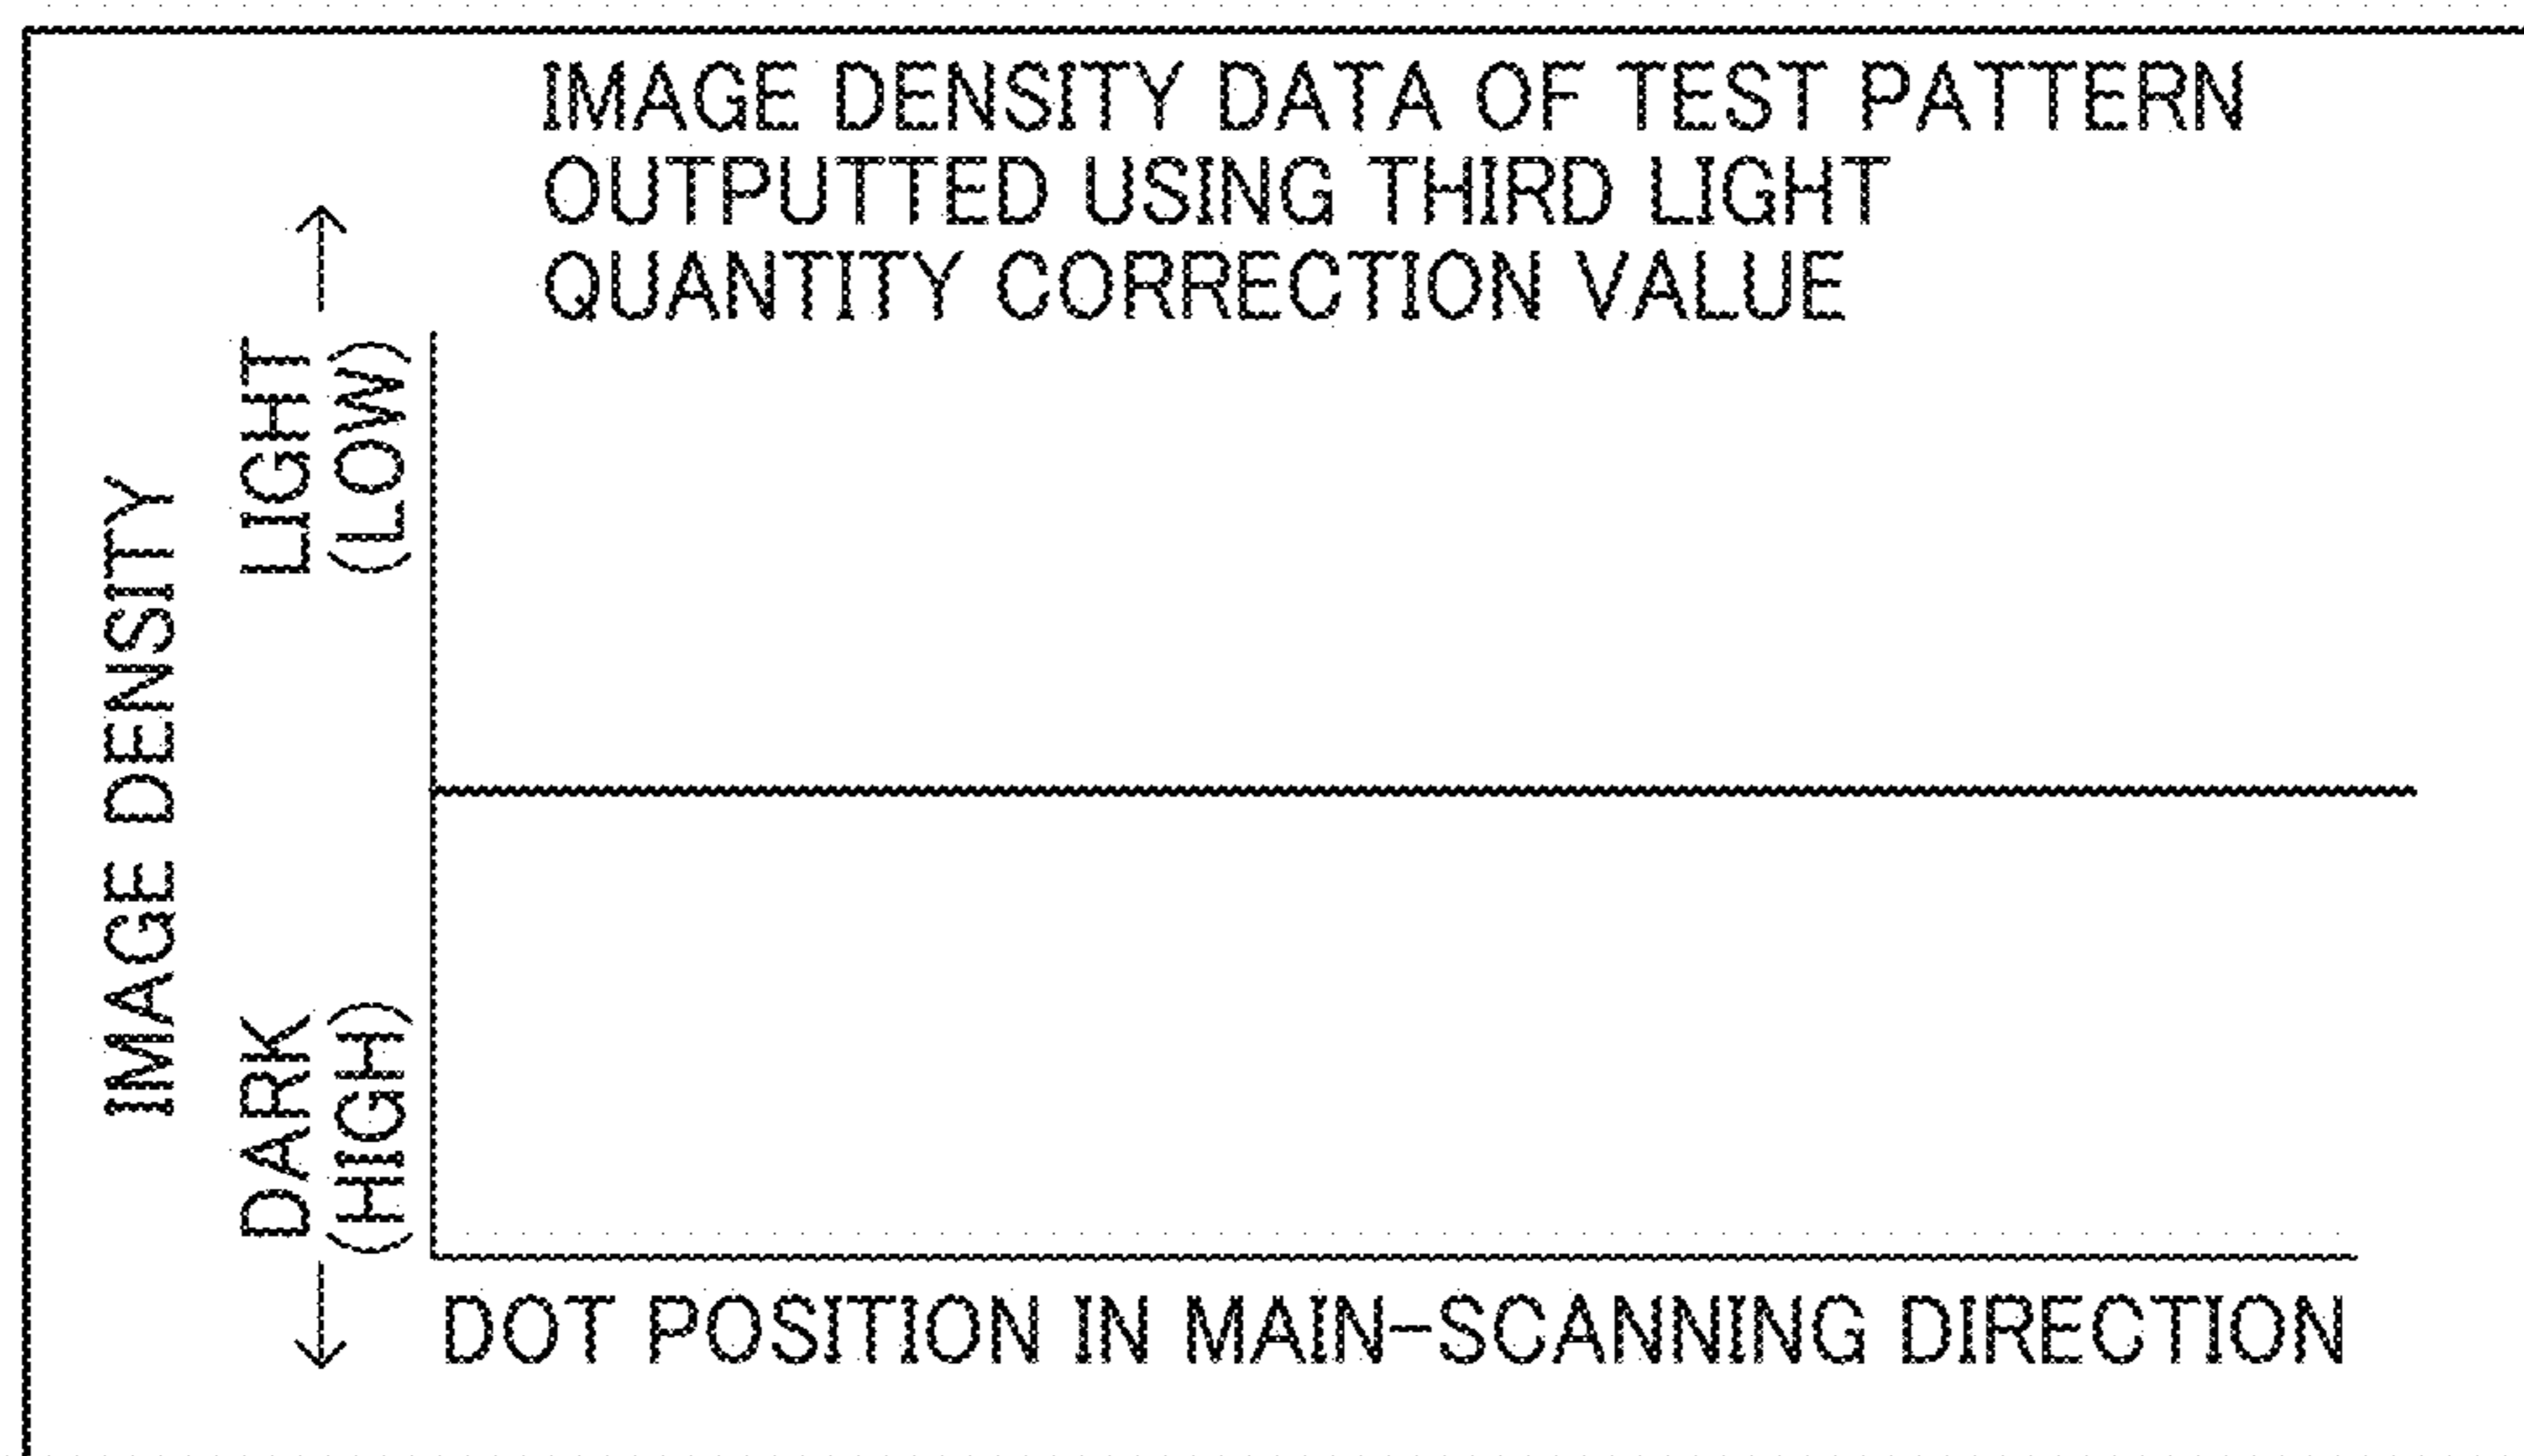 IMAGE DENSITY DATA OF TEST PATTERN
OUTPUTTED USING THIRD LIGHT
QUANTITY CORRECTION VALUE
IMAGE DENSITY
LIGHT
(LOW)
DARK
(HIGH)
DOT POSITION IN MAIN-SCANNING DIRECTION